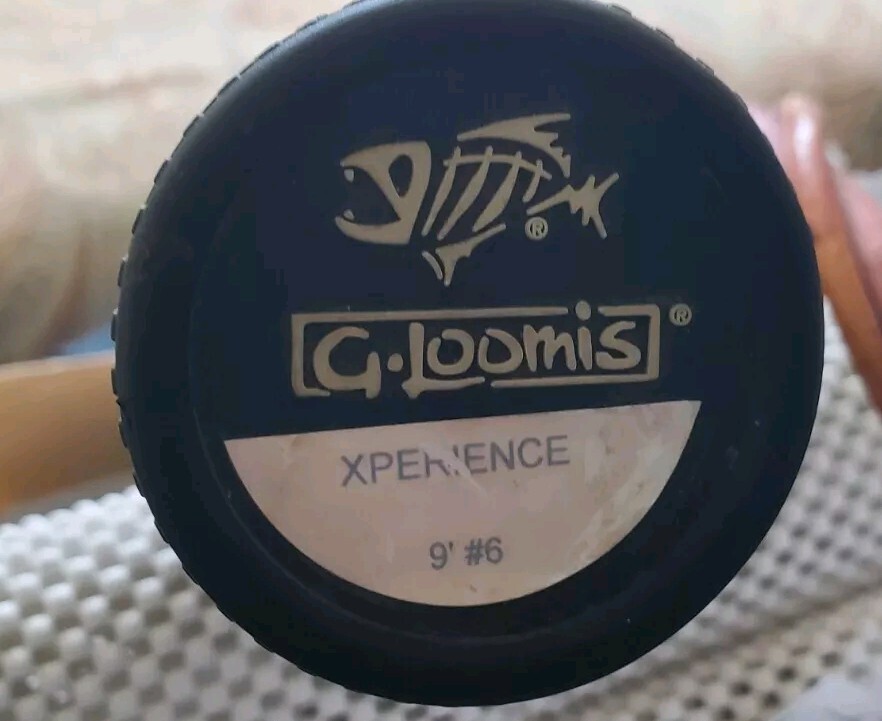 ®
G.Loomis®
XPERIENCE
9' #6